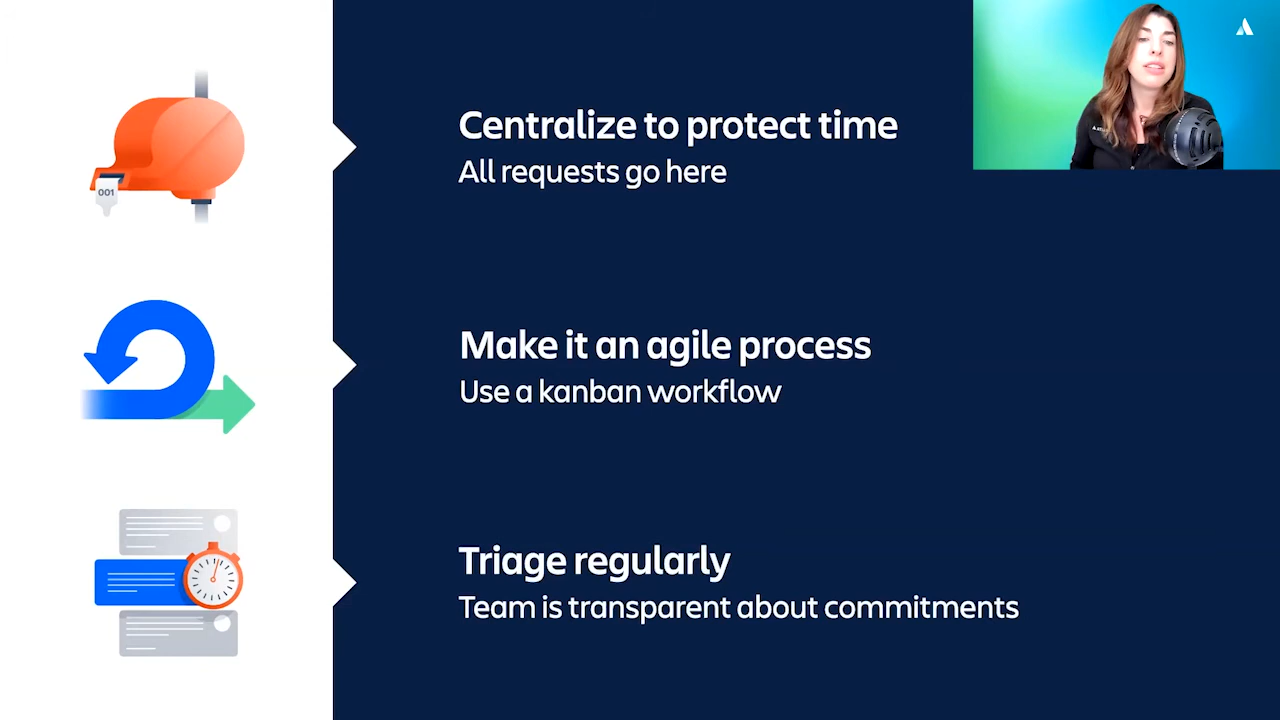 Centralize to protect time
All requests go here
001
Make it an agile process
Use a kanban workflow
Triage regularly
Team is transparent about commitments